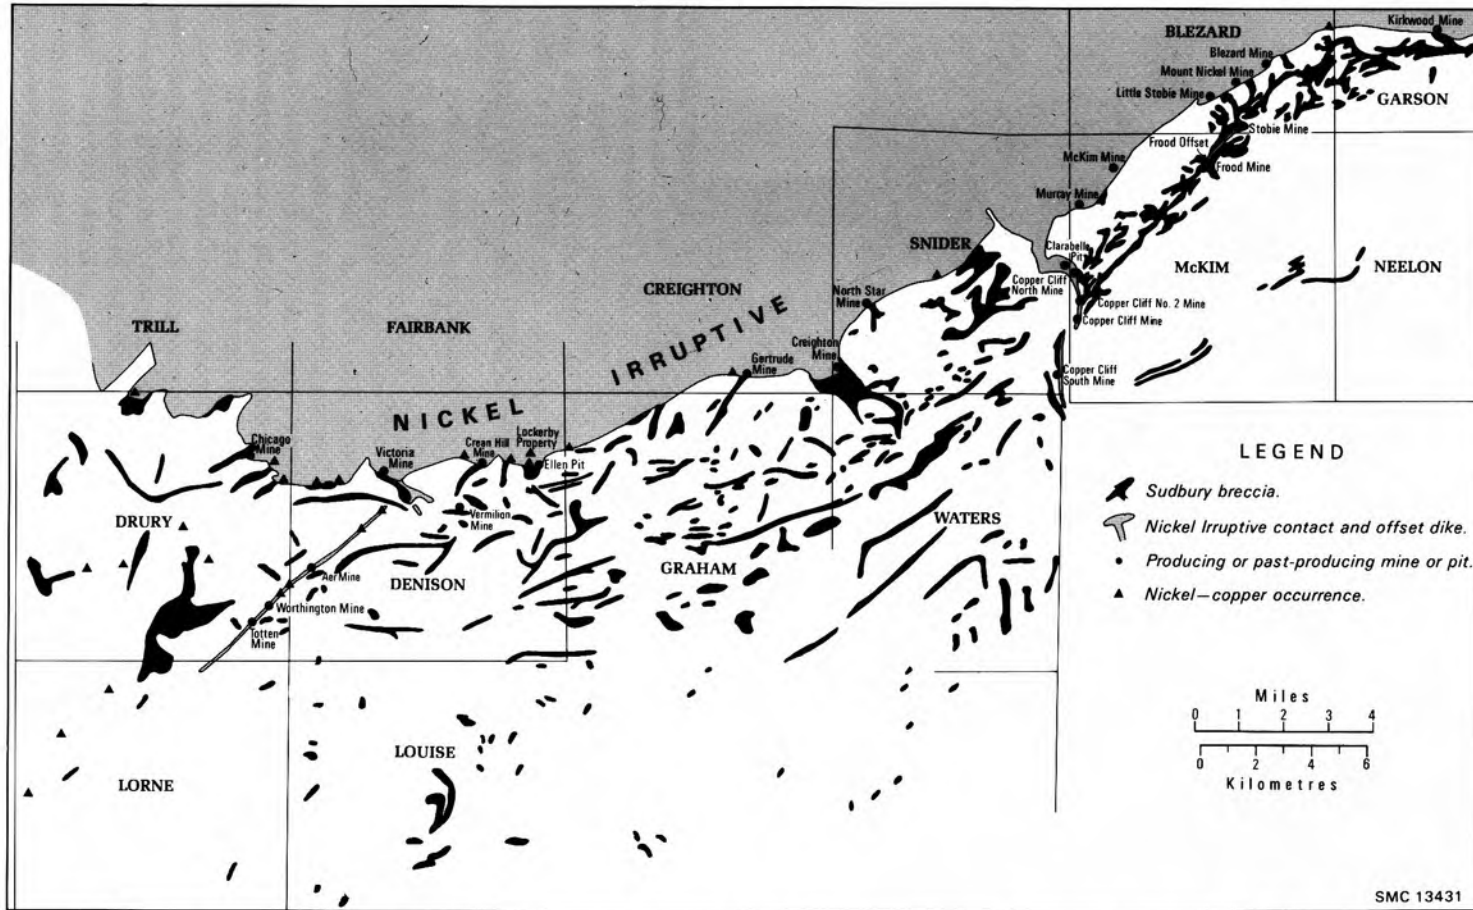 Kirkwood Mine
BLEZARD
Blezard Mine
Mount Nickel Mine
Little Stobie Mine
GARSON
Stobie Mine
Frood Offset
McKim Mine
Frood Mine
Murray Mine
SNIDER
Clarabelle
Pit
McKIM
NEELON
Copper Cliff
North Mine
CREIGHTON
North Star
Mine
Copper Cliff No. 2 Mine
Copper Cliff Mine
TRILL
FAIRBANK
IRRUPTIVE
Creighton
Mine
Gertrude
Mine
Copper Cliff
South Mine
NICKEL
Chicago
Mine
Victoria
Mine
Crean Hill
Mine
Lockerby
Property
Ellen Pit
DRURY
Vermilion
Mine
WATERS
GRAHAM
Aer Mine
DENISON
Worthington Mine
Totten
Mine
LOUISE
LORNE
LEGEND
Sudbury breccia.
Nickel Irruptive contact and offset dike.
Producing or past-producing mine or pit.
Nickel—copper occurrence.
Miles
0 1 2 3 4
0 2 4 6
Kilometres
SMC 13431